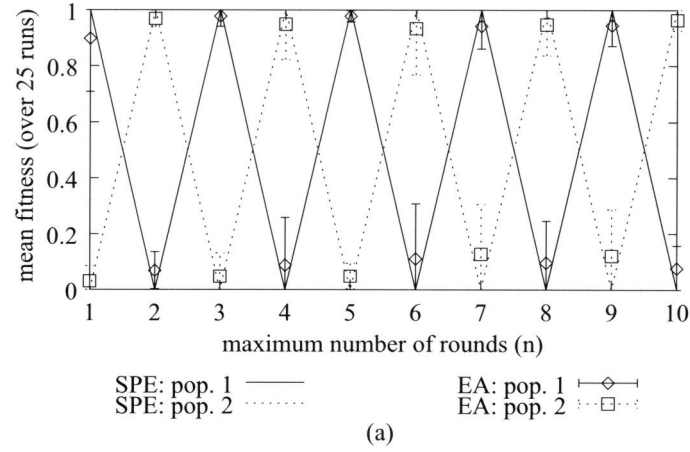 mean fitness (over 25 runs)
1
0.8
0.6
0.4
0.2
0
1 2 3 4 5 6 7 8 9 10
maximum number of rounds (n)
SPE: pop. 1 EA: pop. 1
SPE: pop. 2 EA: pop. 2
(a)